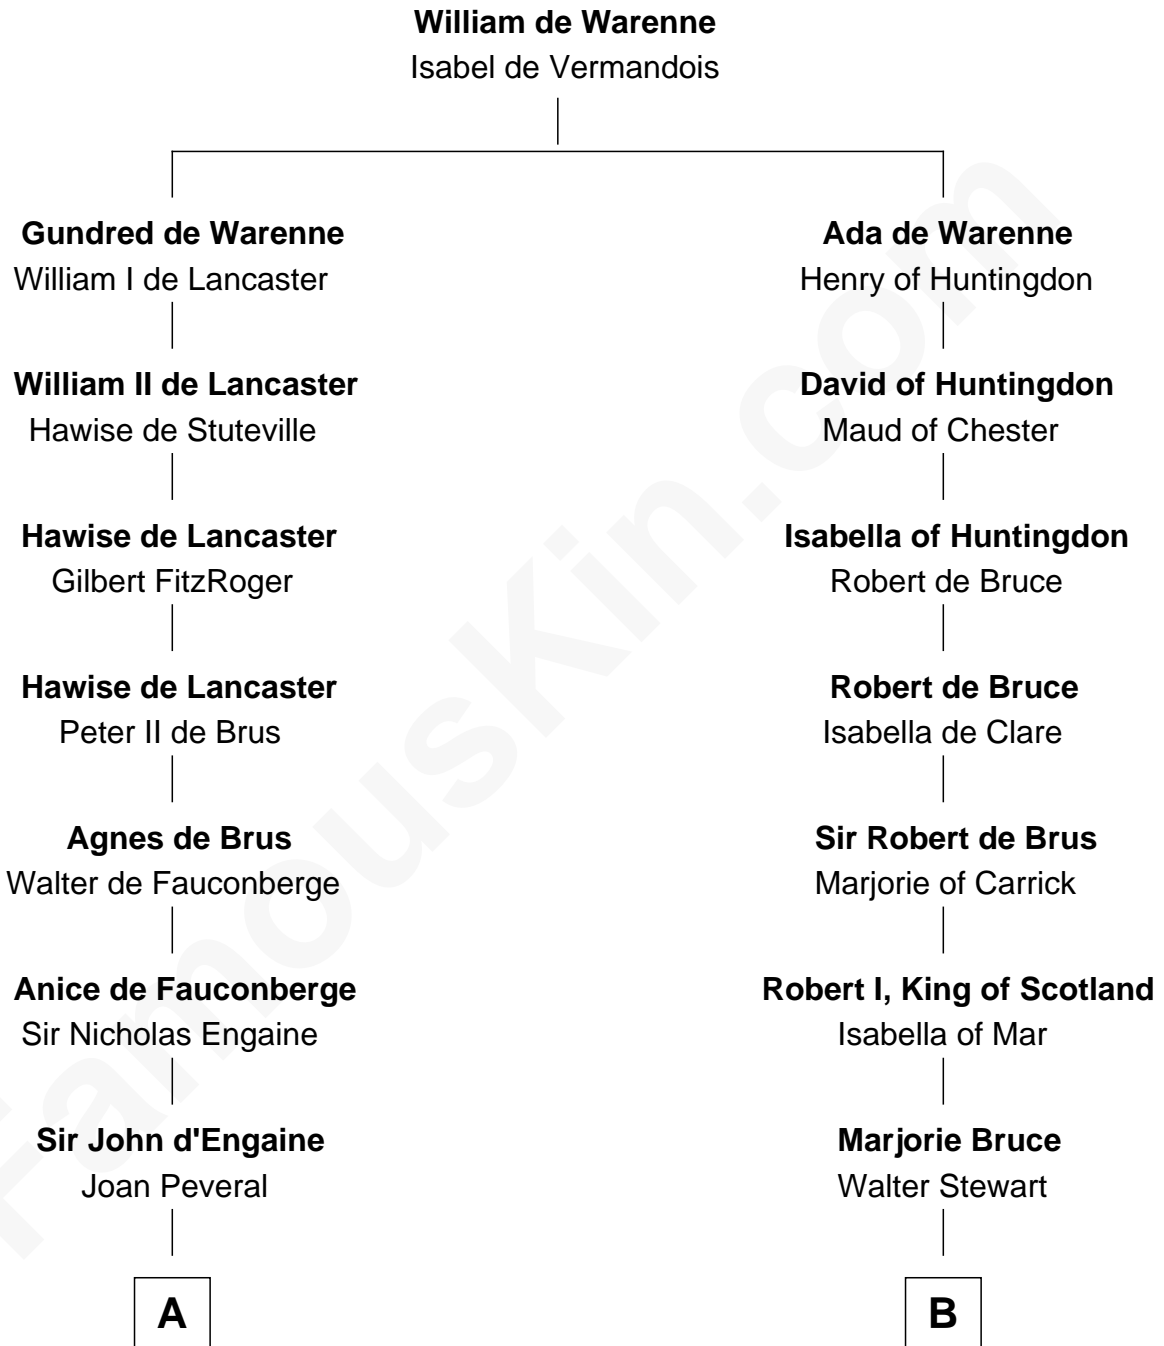 William de Warenne
Isabel de Vermandois
Gundred de Warenne
William I de Lancaster
William II de Lancaster
Hawise de Stuteville
Hawise de Lancaster
Gilbert FitzRoger
Hawise de Lancaster
Peter II de Brus
Agnes de Brus
Walter de Fauconberge
Anice de Fauconberge
Sir Nicholas Engaine
Sir John d'Engaine
Joan Peveral
A
Ada de Warenne
Henry of Huntingdon
David of Huntingdon
Maud of Chester
Isabella of Huntingdon
Robert de Bruce
Robert de Bruce
Isabella de Clare
Sir Robert de Brus
Marjorie of Carrick
Robert I, King of Scotland
Isabella of Mar
Marjorie Bruce
Walter Stewart
B
FamousKin.com